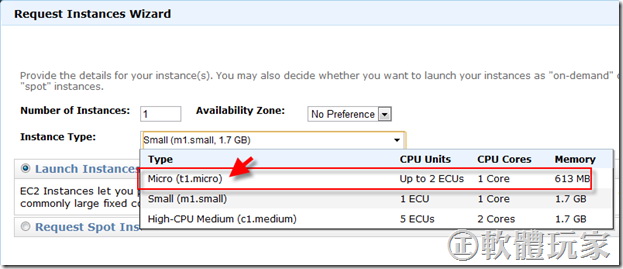 Request Instances Wizard
Provide the details for your instance(s). You may also decide whether you want to launch your instances as "on-demand"
"spot" instances.
Number of Instances: 1 Availability Zone: No Preference
Instance Type: Small (m1.small, 1.7 GB)
Type CPU Units CPU Cores Memory
Micro (t1.micro) Up to 2 ECUs 1 Core 613 MB
Small (m1.small) 1 ECU 1 Core 1.7 GB
High-CPU Medium (c1.medium) 5 ECUs 2 Cores 1.7 GB
Launch Instances
EC2 Instances let you
commonly large fixed
Request Spot Ins
正軟體玩家